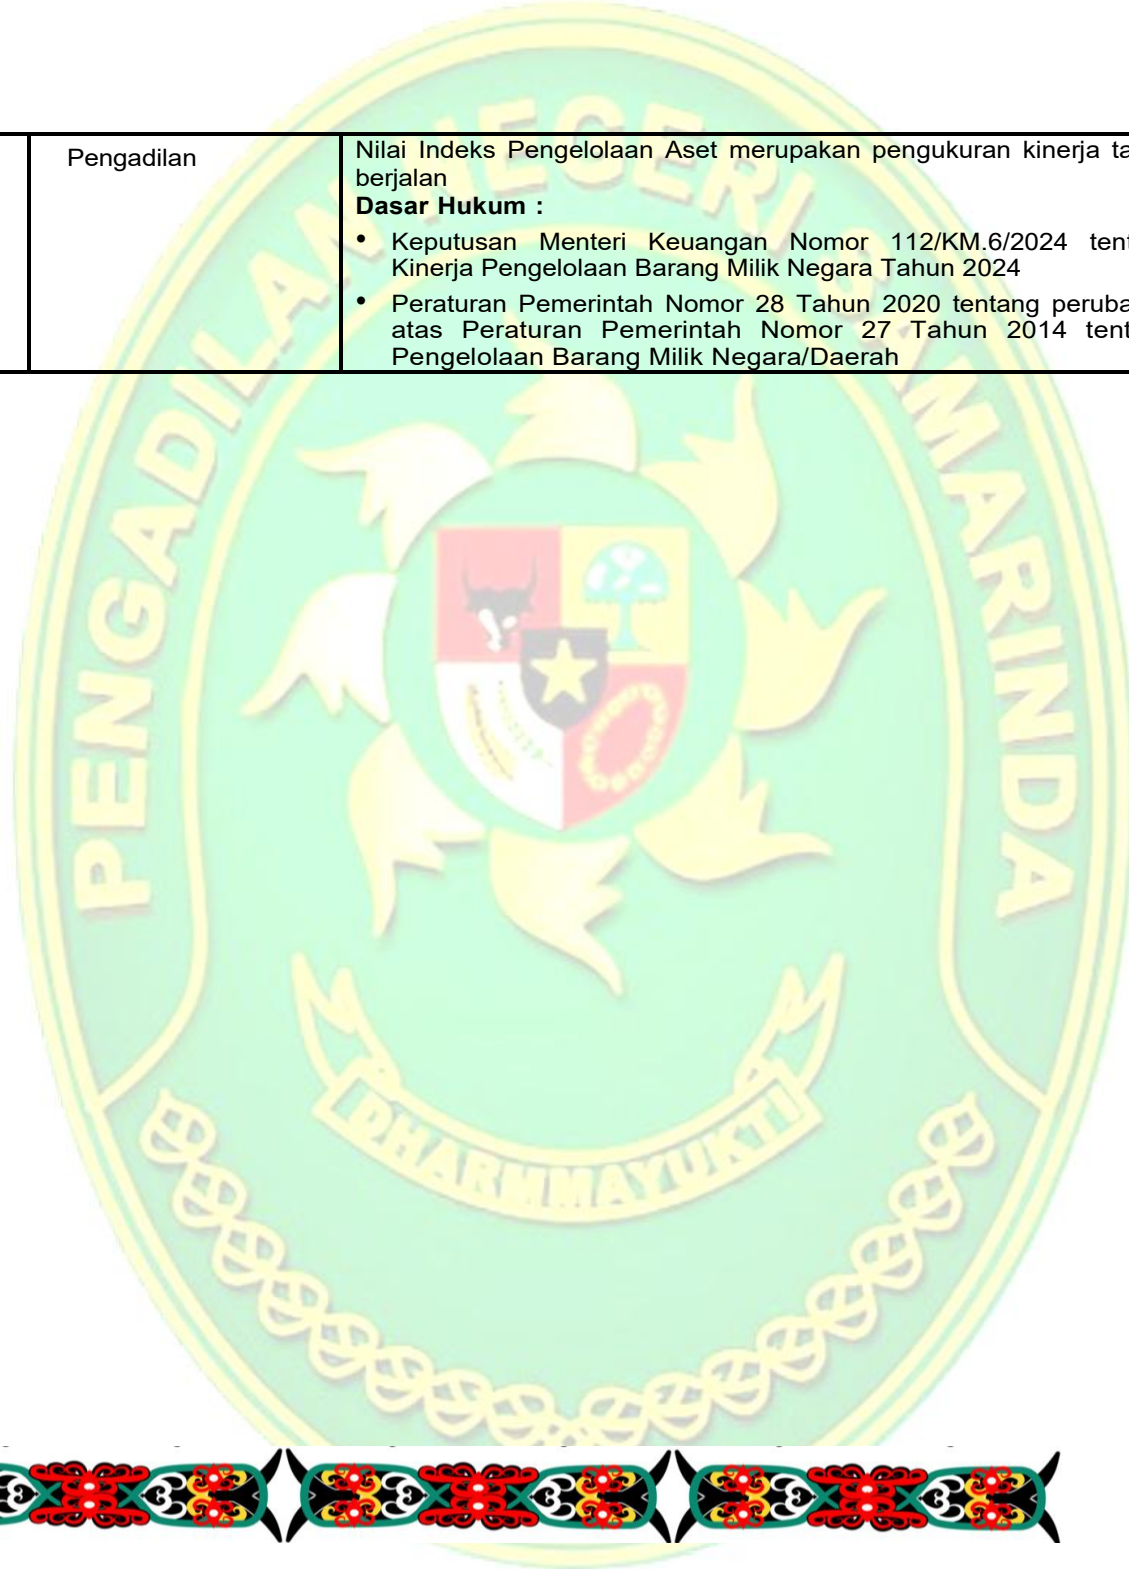 Pengadilan
Nilai Indeks Pengelolaan Aset merupakan pengukuran kinerja ta
berjalan
Dasar Hukum :
• Keputusan Menteri Keuangan Nomor 112/KM.6/2024 tent
Kinerja Pengelolaan Barang Milik Negara Tahun 2024
• Peraturan Pemerintah Nomor 28 Tahun 2020 tentang peruba
atas Peraturan Pemerintah Nomor 27 Tahun 2014 tent
Pengelolaan Barang Milik Negara/Daerah
PENGADILAN NEGERI SAMARINDA
DHARMMAYUKTI